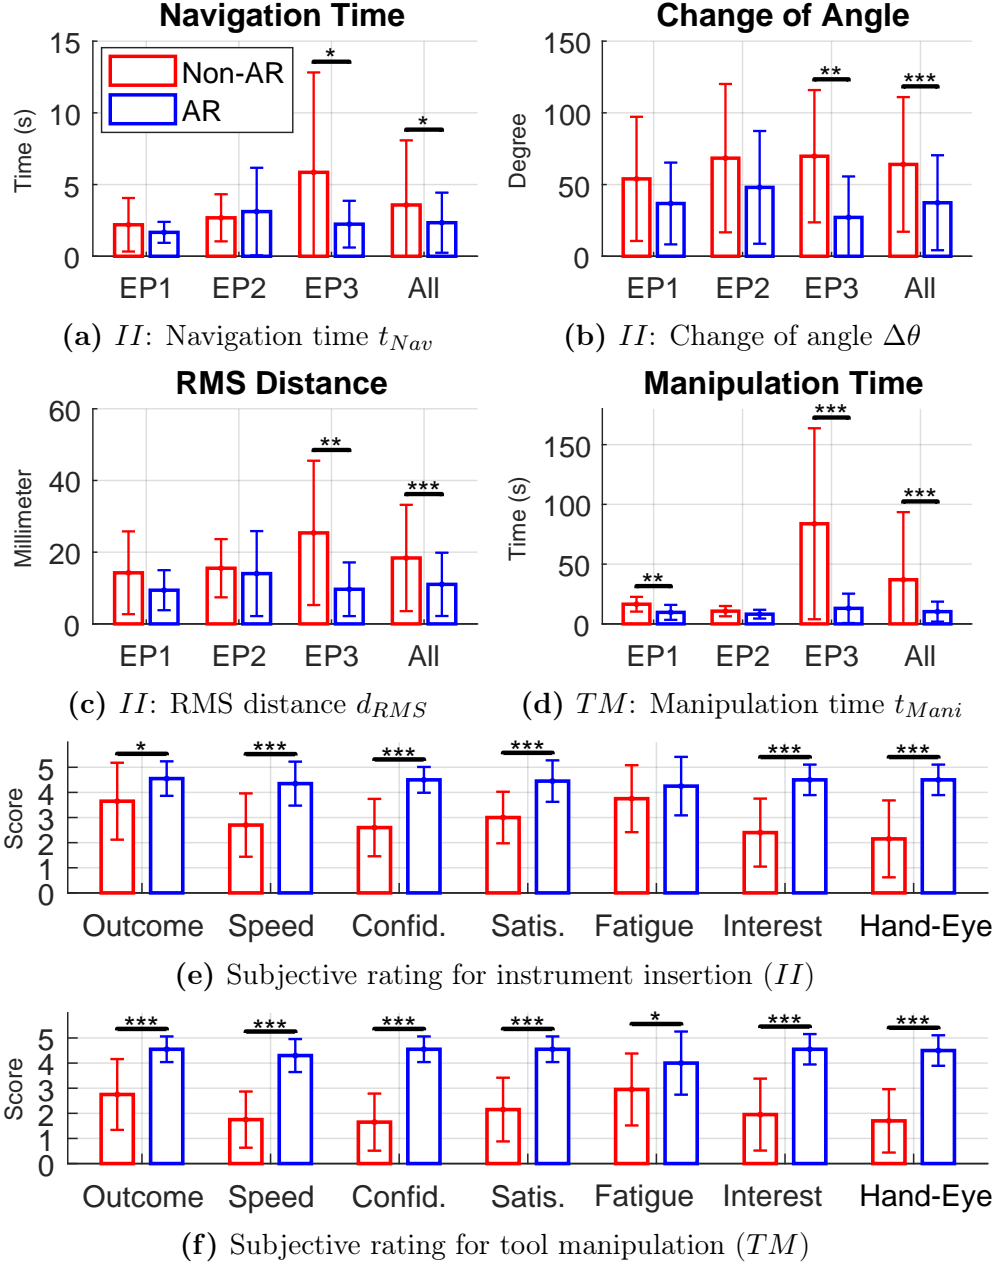 Navigation Time
15
10
5
0
Time (s)
Non-AR
AR
*
*
EP1 EP2 EP3 All
(a) II: Navigation time t_Nav
Change of Angle
150
100
50
0
Degree
**
***
EP1 EP2 EP3 All
(b) II: Change of angle Δθ
RMS Distance
60
40
20
0
Millimeter
**
***
EP1 EP2 EP3 All
(c) II: RMS distance d_RMS
Manipulation Time
150
100
50
0
Time (s)
**
***
***
EP1 EP2 EP3 All
(d) TM: Manipulation time t_Mani
5
4
3
2
1
0
Score
* *** *** *** *** ***
Outcome Speed Confid. Satis. Fatigue Interest Hand-Eye
(e) Subjective rating for instrument insertion (II)
5
4
3
2
1
0
Score
*** *** *** *** * *** ***
Outcome Speed Confid. Satis. Fatigue Interest Hand-Eye
(f) Subjective rating for tool manipulation (TM)